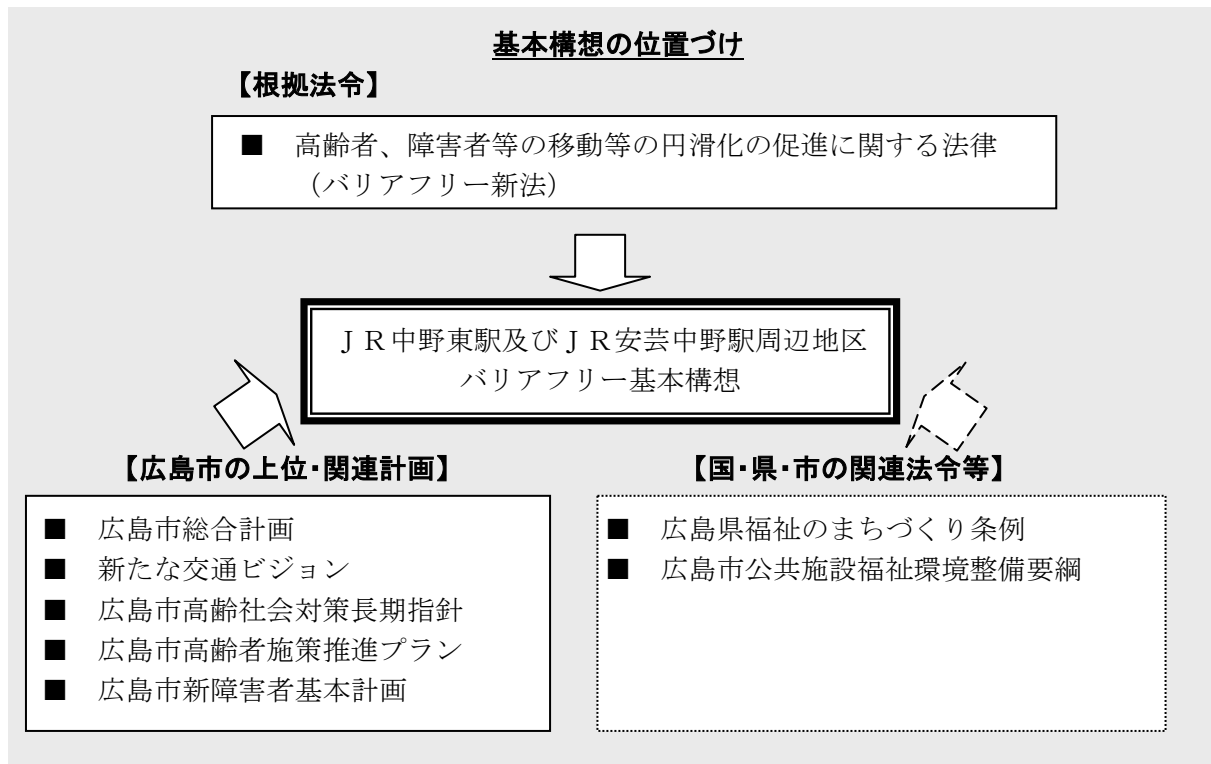 基本構想の位置づけ
【根拠法令】
■ 高齢者、障害者等の移動等の円滑化の促進に関する法律
（バリアフリー新法）
ＪＲ中野東駅及びＪＲ安芸中野駅周辺地区
バリアフリー基本構想
【広島市の上位・関連計画】
■ 広島市総合計画
■ 新たな交通ビジョン
■ 広島市高齢社会対策長期指針
■ 広島市高齢者施策推進プラン
■ 広島市新障害者基本計画
【国・県・市の関連法令等】
■ 広島県福祉のまちづくり条例
■ 広島市公共施設福祉環境整備要綱